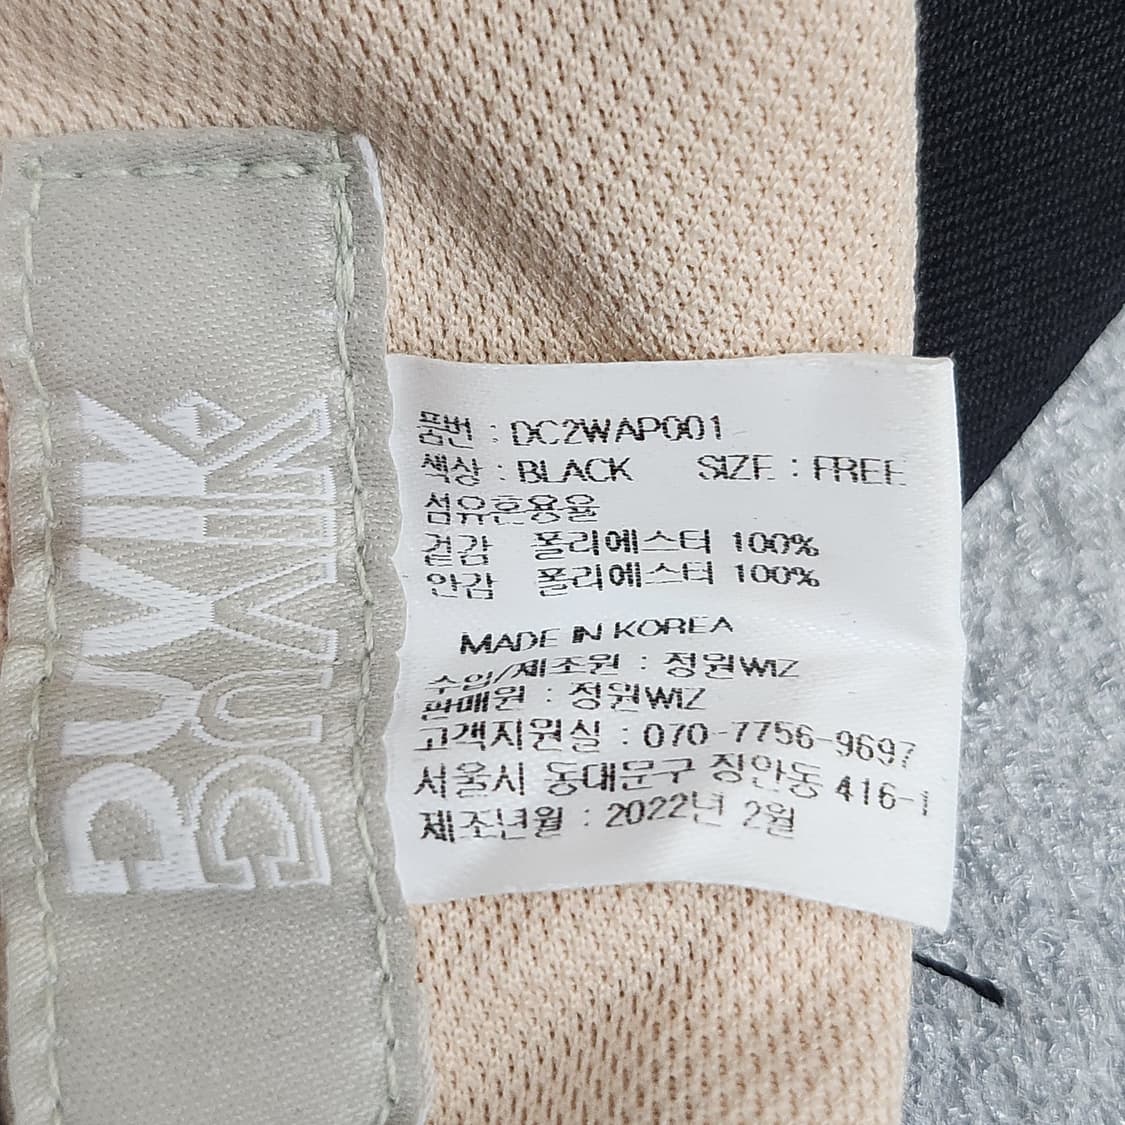 품번 : DC2WAP001
색상 : BLACK SIZE : FREE
섬유혼용율
겉감 폴리에스터 100%
안감 폴리에스터 100%
MADE IN KOREA
수입/제조원 : 정원WIZ
판매원 : 정원WIZ
고객지원실 : 070-7756-9697
서울시 동대문구 장안동 416-1
제조년월 : 2022년 2월